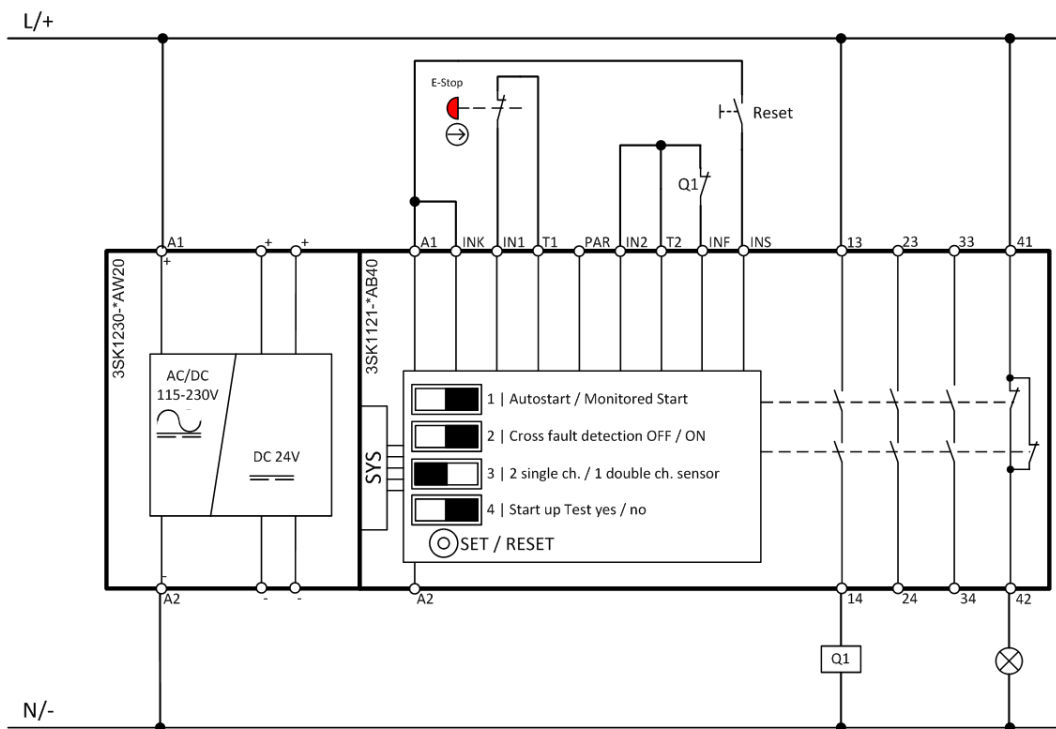 L/+
E-Stop
Reset
Q1
A1
+
+
A1
INK
IN1
T1
PAR
IN2
T2
INF
INS
13
23
33
41
+
3SK1230-*AW20
3SK1121-*AB40
AC/DC
115-230V
DC 24V
SYS
1 | Autostart / Monitored Start
2 | Cross fault detection OFF / ON
3 | 2 single ch. / 1 double ch. sensor
4 | Start up Test yes / no
SET / RESET
-
A2
-
-
A2
14
24
34
42
Q1
N/-